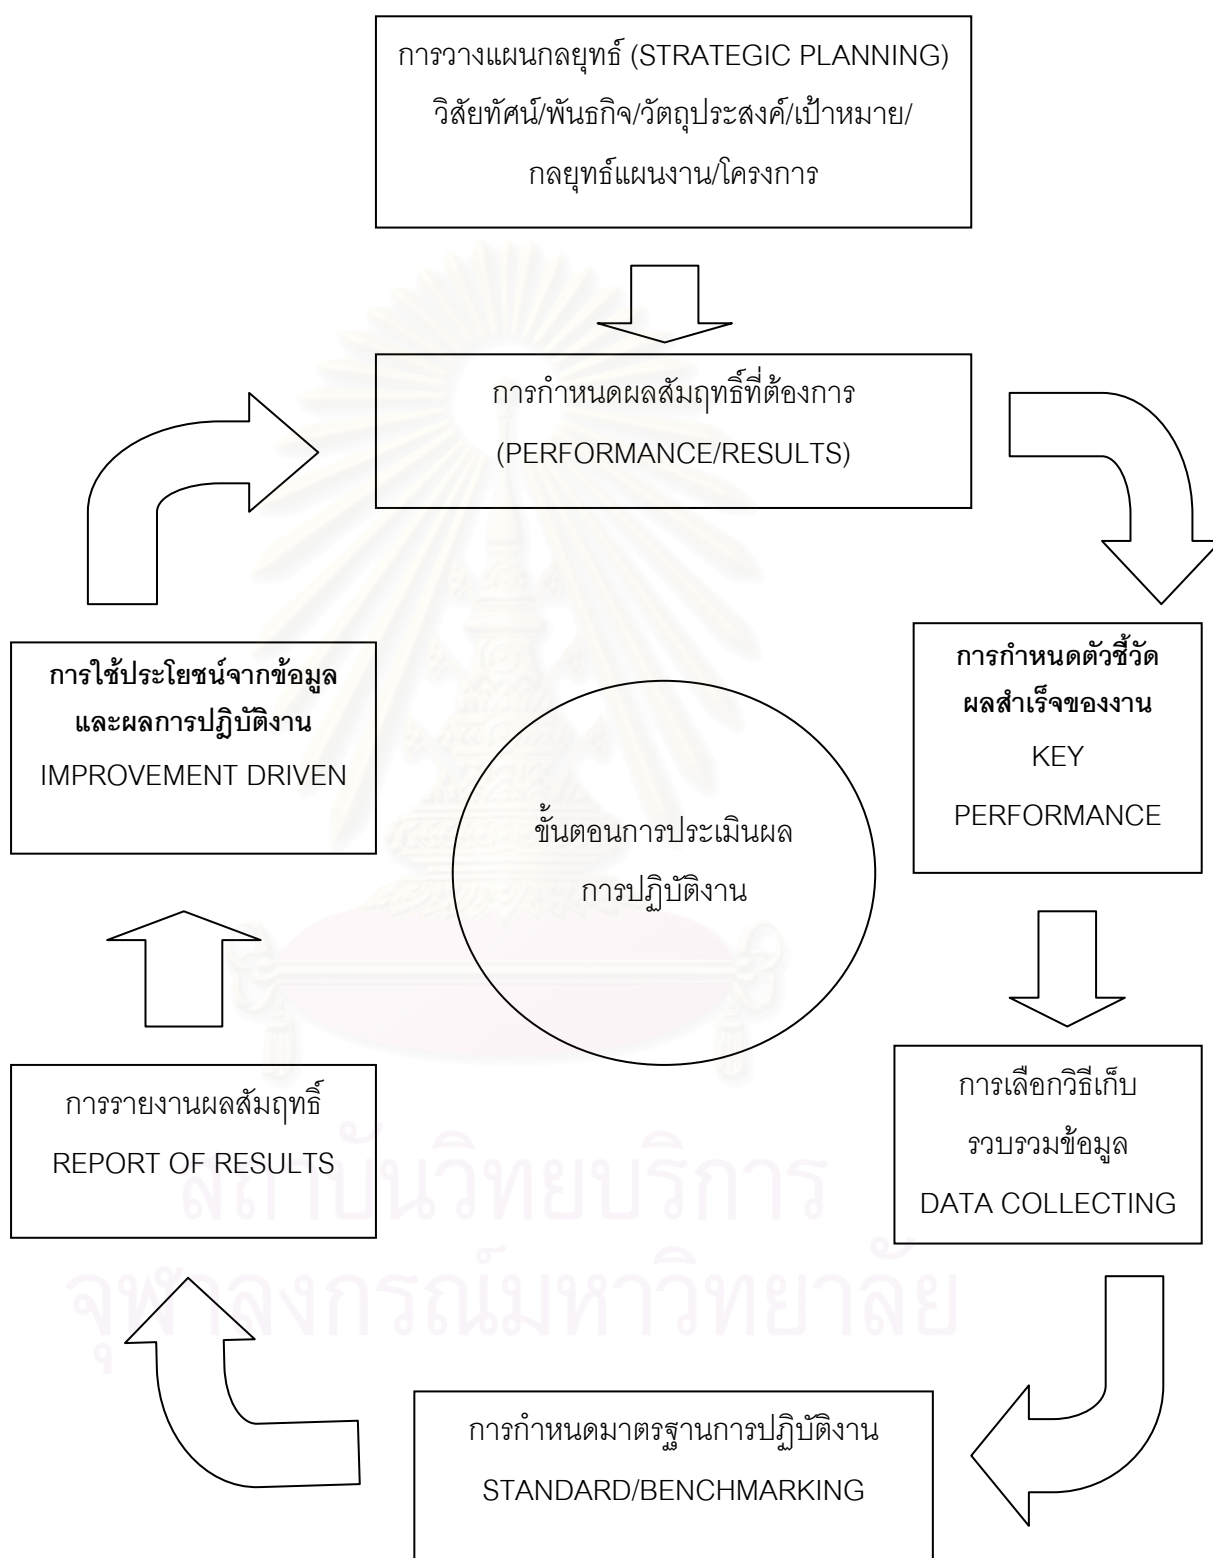 การวางแผนกลยุทธ์ (STRATEGIC PLANNING)
วิสัยทัศน์/พันธกิจ/วัตถุประสงค์/เป้าหมาย/
กลยุทธ์แผนงาน/โครงการ
การกำหนดผลสัมฤทธิ์ที่ต้องการ
(PERFORMANCE/RESULTS)
การกำหนดตัวชี้วัด
ผลสำเร็จของงาน
KEY
PERFORMANCE
การใช้ประโยชน์จากข้อมูล
และผลการปฎิบัติงาน
IMPROVEMENT DRIVEN
ขั้นตอนการประเมินผล
การปฏิบัติงาน
การเลือกวิธีเก็บ
รวบรวมข้อมูล
DATA COLLECTING
การรายงานผลสัมฤทธิ์
REPORT OF RESULTS
การกำหนดมาตรฐานการปฏิบัติงาน
STANDARD/BENCHMARKING
สถาบันวิทยบริการ
จุฬาลงกรณ์มหาวิทยาลัย